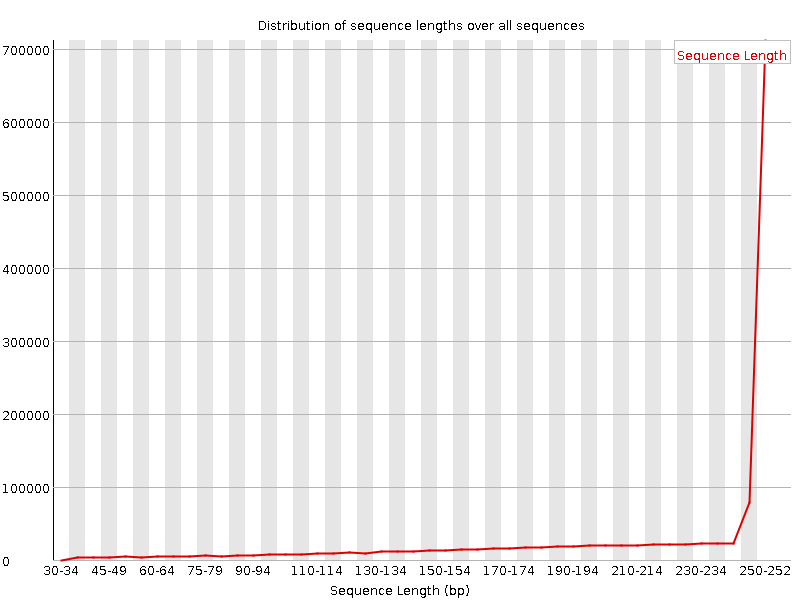 Distribution of sequence lengths over all sequences
Sequence Length
700000
600000
500000
400000
300000
200000
100000
0
30-34 45-49 60-64 75-79 90-94 110-114 130-134 150-154 170-174 190-194 210-214 230-234 250-252
Sequence Length (bp)